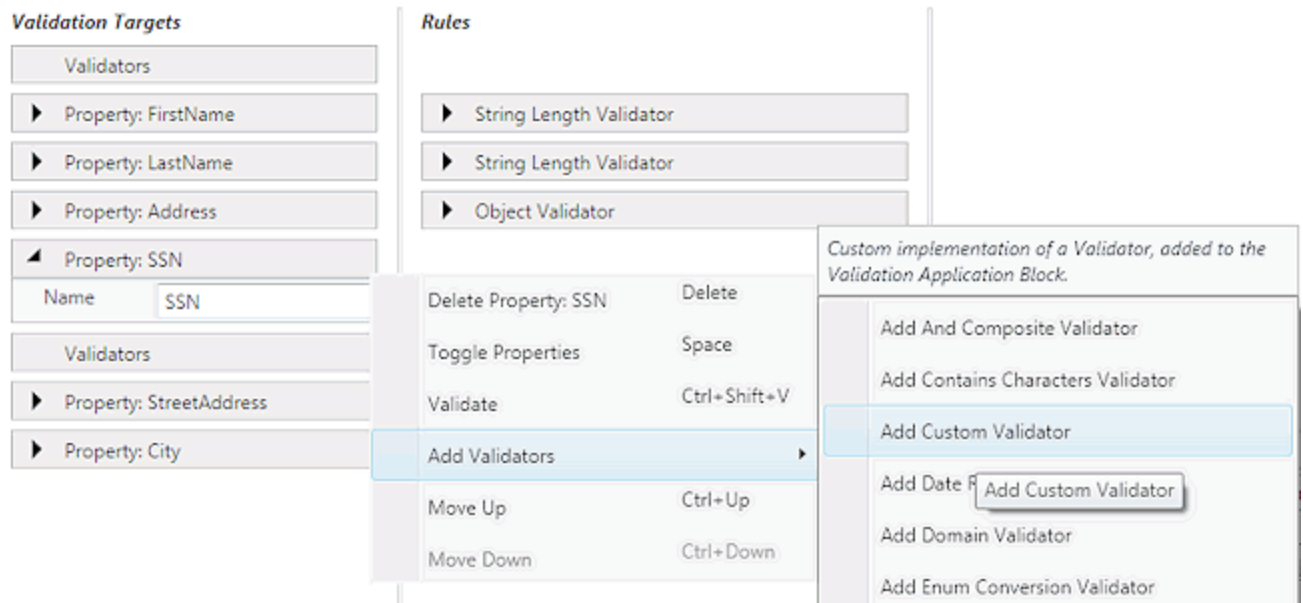 Validation Targets
Rules
Validators
Property: FirstName
String Length Validator
Property: LastName
String Length Validator
Property: Address
Object Validator
Property: SSN
Name
SSN
Validators
Property: StreetAddress
Property: City
Delete Property: SSN Delete
Toggle Properties Space
Validate Ctrl+Shift+V
Add Validators
Move Up Ctrl+Up
Move Down Ctrl+Down
Custom implementation of a Validator, added to the
Validation Application Block.
Add And Composite Validator
Add Contains Characters Validator
Add Custom Validator
Add Date
Add Custom Validator
Add Domain Validator
Add Enum Conversion Validator